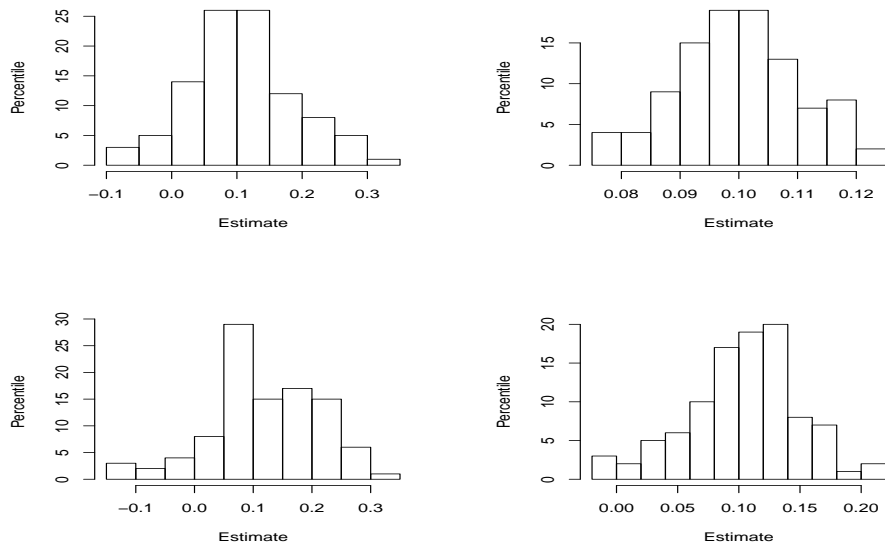 Percentile
0 5 10 15 20 25
−0.1 0.0 0.1 0.2 0.3
Estimate
Percentile
0 5 10 15
0.08 0.09 0.10 0.11 0.12
Estimate
Percentile
0 5 10 15 20 25 30
−0.1 0.0 0.1 0.2 0.3
Estimate
Percentile
0 5 10 15 20
0.00 0.05 0.10 0.15 0.20
Estimate